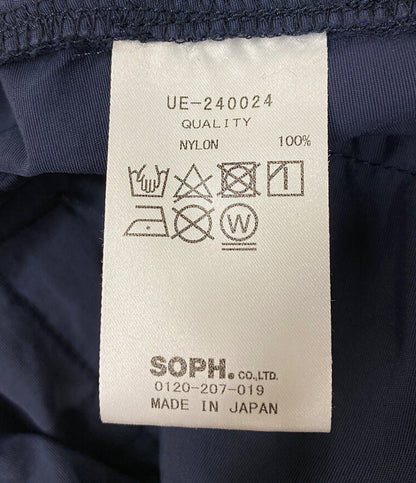 UE-240024
QUALITY
NYLON 100%
W
SOPH. CO.,LTD.
0120-207-019
MADE IN JAPAN